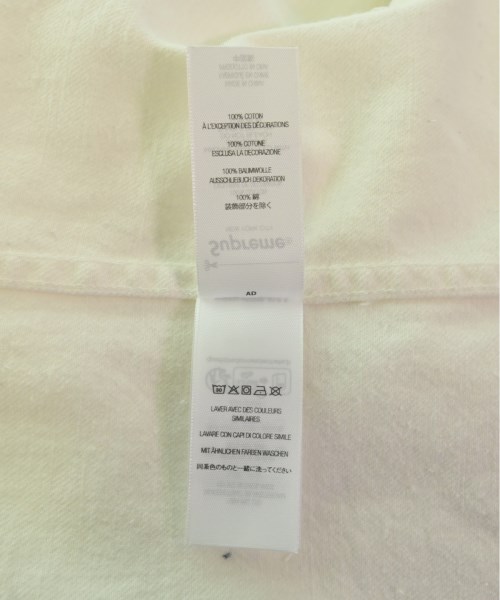 100% COTON
À L'EXCEPTION DES DÉCORATIONS
100% COTUNE
ESCLUSA LA DECORAZIONE
100% BAUMWOLLE
AUSSCHLIEBLICH DEKORATION
100% 綿
装飾部分を除く
Supreme
AD
LAVER AVEC DES COULEURS
SIMILAIRES
LAVARE CON CAPI DI COLORE SIMILE
MIT ÄHNLICHEN FARBEN WASCHEN
同系色のものと一緒に洗ってください